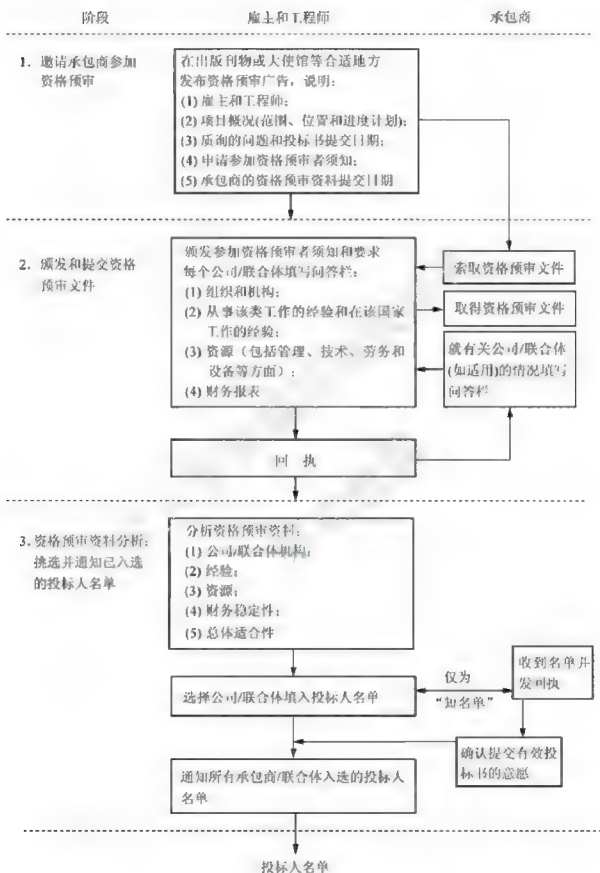 阶段 雇主和工程师 承包商
1. 邀请承包商参加
资格预审
在出版刊物或大使馆等合适地方
发布资格预审广告，说明：
(1) 雇主和工程师；
(2) 项目概况(范围、位置和进度计划)；
(3) 质询的问题和投标书提交日期；
(4) 申请参加资格预审者须知；
(5) 承包商的资格预审资料提交日期
2. 颁发和提交资格
预审文件
颁发参加资格预审者须知和要求
每个公司/联合体填写问答栏：
(1) 组织和机构；
(2) 从事该类工作的经验和在该国家
工作的经验；
(3) 资源（包括管理、技术、劳务和
设备等方面）；
(4) 财务报表
索取资格预审文件
取得资格预审文件
就有关公司/联合体
(如适用)的情况填写
问答栏
回 执
3. 资格预审资料分析：
挑选并通知已入选
的投标人名单
分析资格预审资料：
(1) 公司/联合体机构；
(2) 经验；
(3) 资源；
(4) 财务稳定性；
(5) 总体适合性
选择公司/联合体填入投标人名单
仅为
“短名单”
收到名单并
发回执
确认提交有效投
标书的意愿
通知所有承包商/联合体入选的投标人
名单
投标人名单